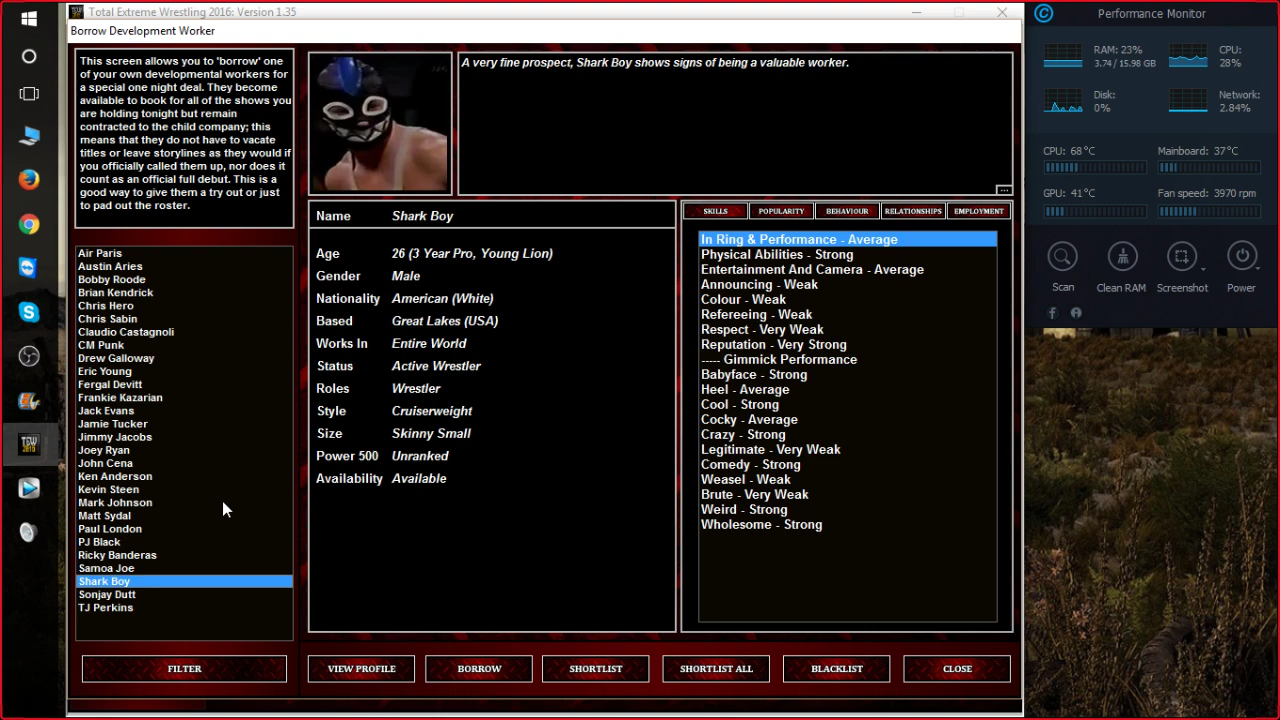 Total Extreme Wrestling 2016: Version 1.35
Borrow Development Worker
This screen allows you to 'borrow' one
of your own developmental workers for
a special one night deal. They become
available to book for all of the shows you
are holding tonight but remain
contracted to the child company; this
means that they do not have to vacate
titles or leave storylines as they would if
you officially called them up, nor does it
count as an official full debut. This is a
good way to give them a try out or just
to pad out the roster.
A very fine prospect, Shark Boy shows signs of being a valuable worker.
...
Air Paris
Austin Aries
Bobby Roode
Brian Kendrick
Chris Hero
Chris Sabin
Claudio Castagnoli
CM Punk
Drew Galloway
Eric Young
Fergal Devitt
Frankie Kazarian
Jack Evans
Jamie Tucker
Jimmy Jacobs
Joey Ryan
John Cena
Ken Anderson
Kevin Steen
Mark Johnson
Matt Sydal
Paul London
PJ Black
Ricky Banderas
Samoa Joe
Shark Boy
Sonjay Dutt
TJ Perkins
Name Shark Boy
Age 26 (3 Year Pro, Young Lion)
Gender Male
Nationality American (White)
Based Great Lakes (USA)
Works In Entire World
Status Active Wrestler
Roles Wrestler
Style Cruiserweight
Size Skinny Small
Power 500 Unranked
Availability Available
SKILLS POPULARITY BEHAVIOUR RELATIONSHIPS EMPLOYMENT
In Ring & Performance - Average
Physical Abilities - Strong
Entertainment And Camera - Average
Announcing - Weak
Colour - Weak
Refereeing - Weak
Respect - Very Weak
Reputation - Very Strong
----- Gimmick Performance
Babyface - Strong
Heel - Average
Cool - Strong
Cocky - Average
Crazy - Strong
Legitimate - Very Weak
Comedy - Strong
Weasel - Weak
Brute - Very Weak
Weird - Strong
Wholesome - Strong
FILTER VIEW PROFILE BORROW SHORTLIST SHORTLIST ALL BLACKLIST CLOSE
TEW
2016
Performance Monitor
RAM: 23%
3.74 / 15.98 GB
CPU:
28%
Disk:
0%
Network:
2.84%
CPU: 68°C
Mainboard: 37°C
GPU: 41°C
Fan speed: 3970 rpm
Scan Clean RAM Screenshot Power